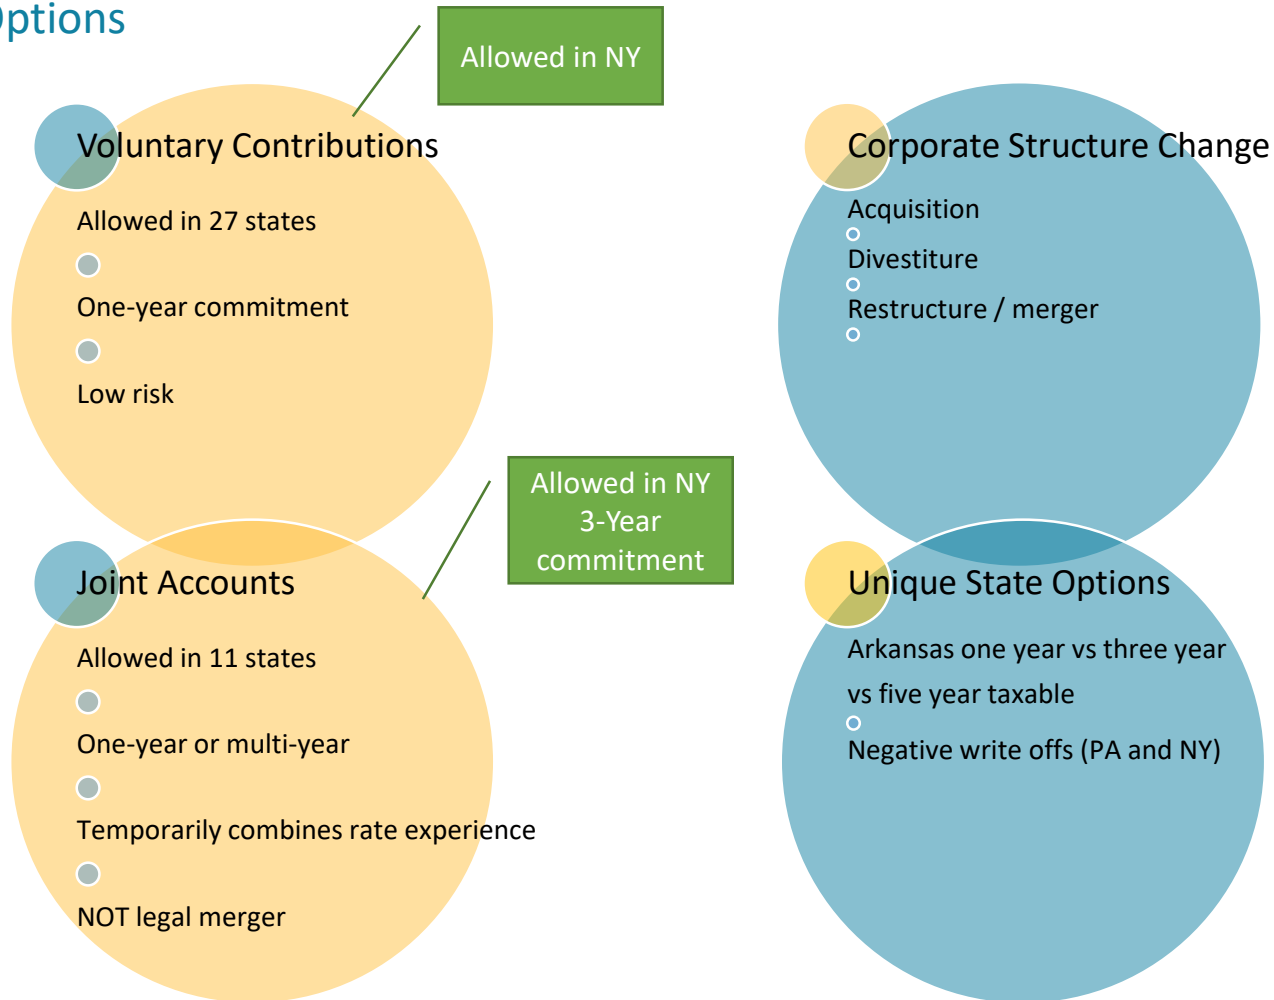 Options
Allowed in NY
Voluntary Contributions
Allowed in 27 states
One-year commitment
Low risk
Corporate Structure Change
Acquisition
Divestiture
Restructure / merger
Allowed in NY
3-Year
commitment
Joint Accounts
Allowed in 11 states
One-year or multi-year
Temporarily combines rate experience
NOT legal merger
Unique State Options
Arkansas one year vs three year
vs five year taxable
Negative write offs (PA and NY)